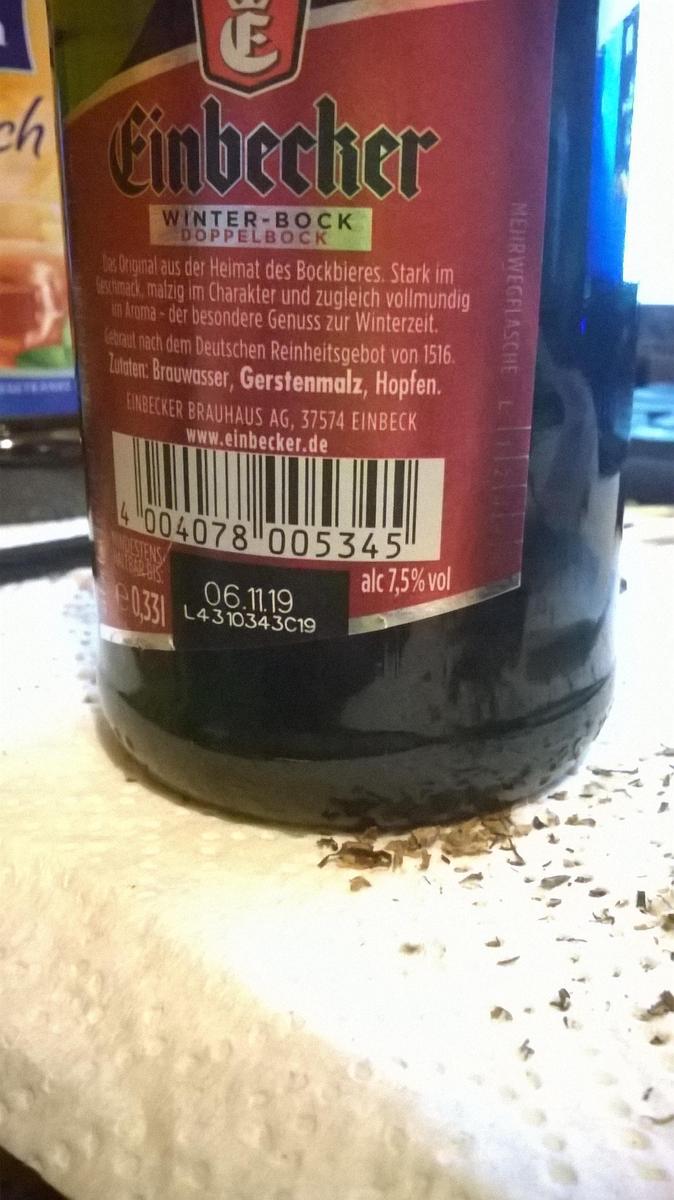 ch
E
Einbecker
WINTER-BOCK
DOPPELBOCK
Das Original aus der Heimat des Bockbieres. Stark im
Geschmack, malzig im Charakter und zugleich vollmundig
im Aroma - der besondere Genuss zur Winterzeit.
Gebraut nach dem Deutschen Reinheitsgebot von 1516.
Zutaten: Brauwasser, Gerstenmalz, Hopfen.
EINBECKER BRAUHAUS AG, 37574 EINBECK
www.einbecker.de
4 004078 005345
MINDESTENS
HALTBAR BIS:
e 0,33l
06.11.19
L4310343C19
alc 7,5% vol
MEHRWEGFLASCHE